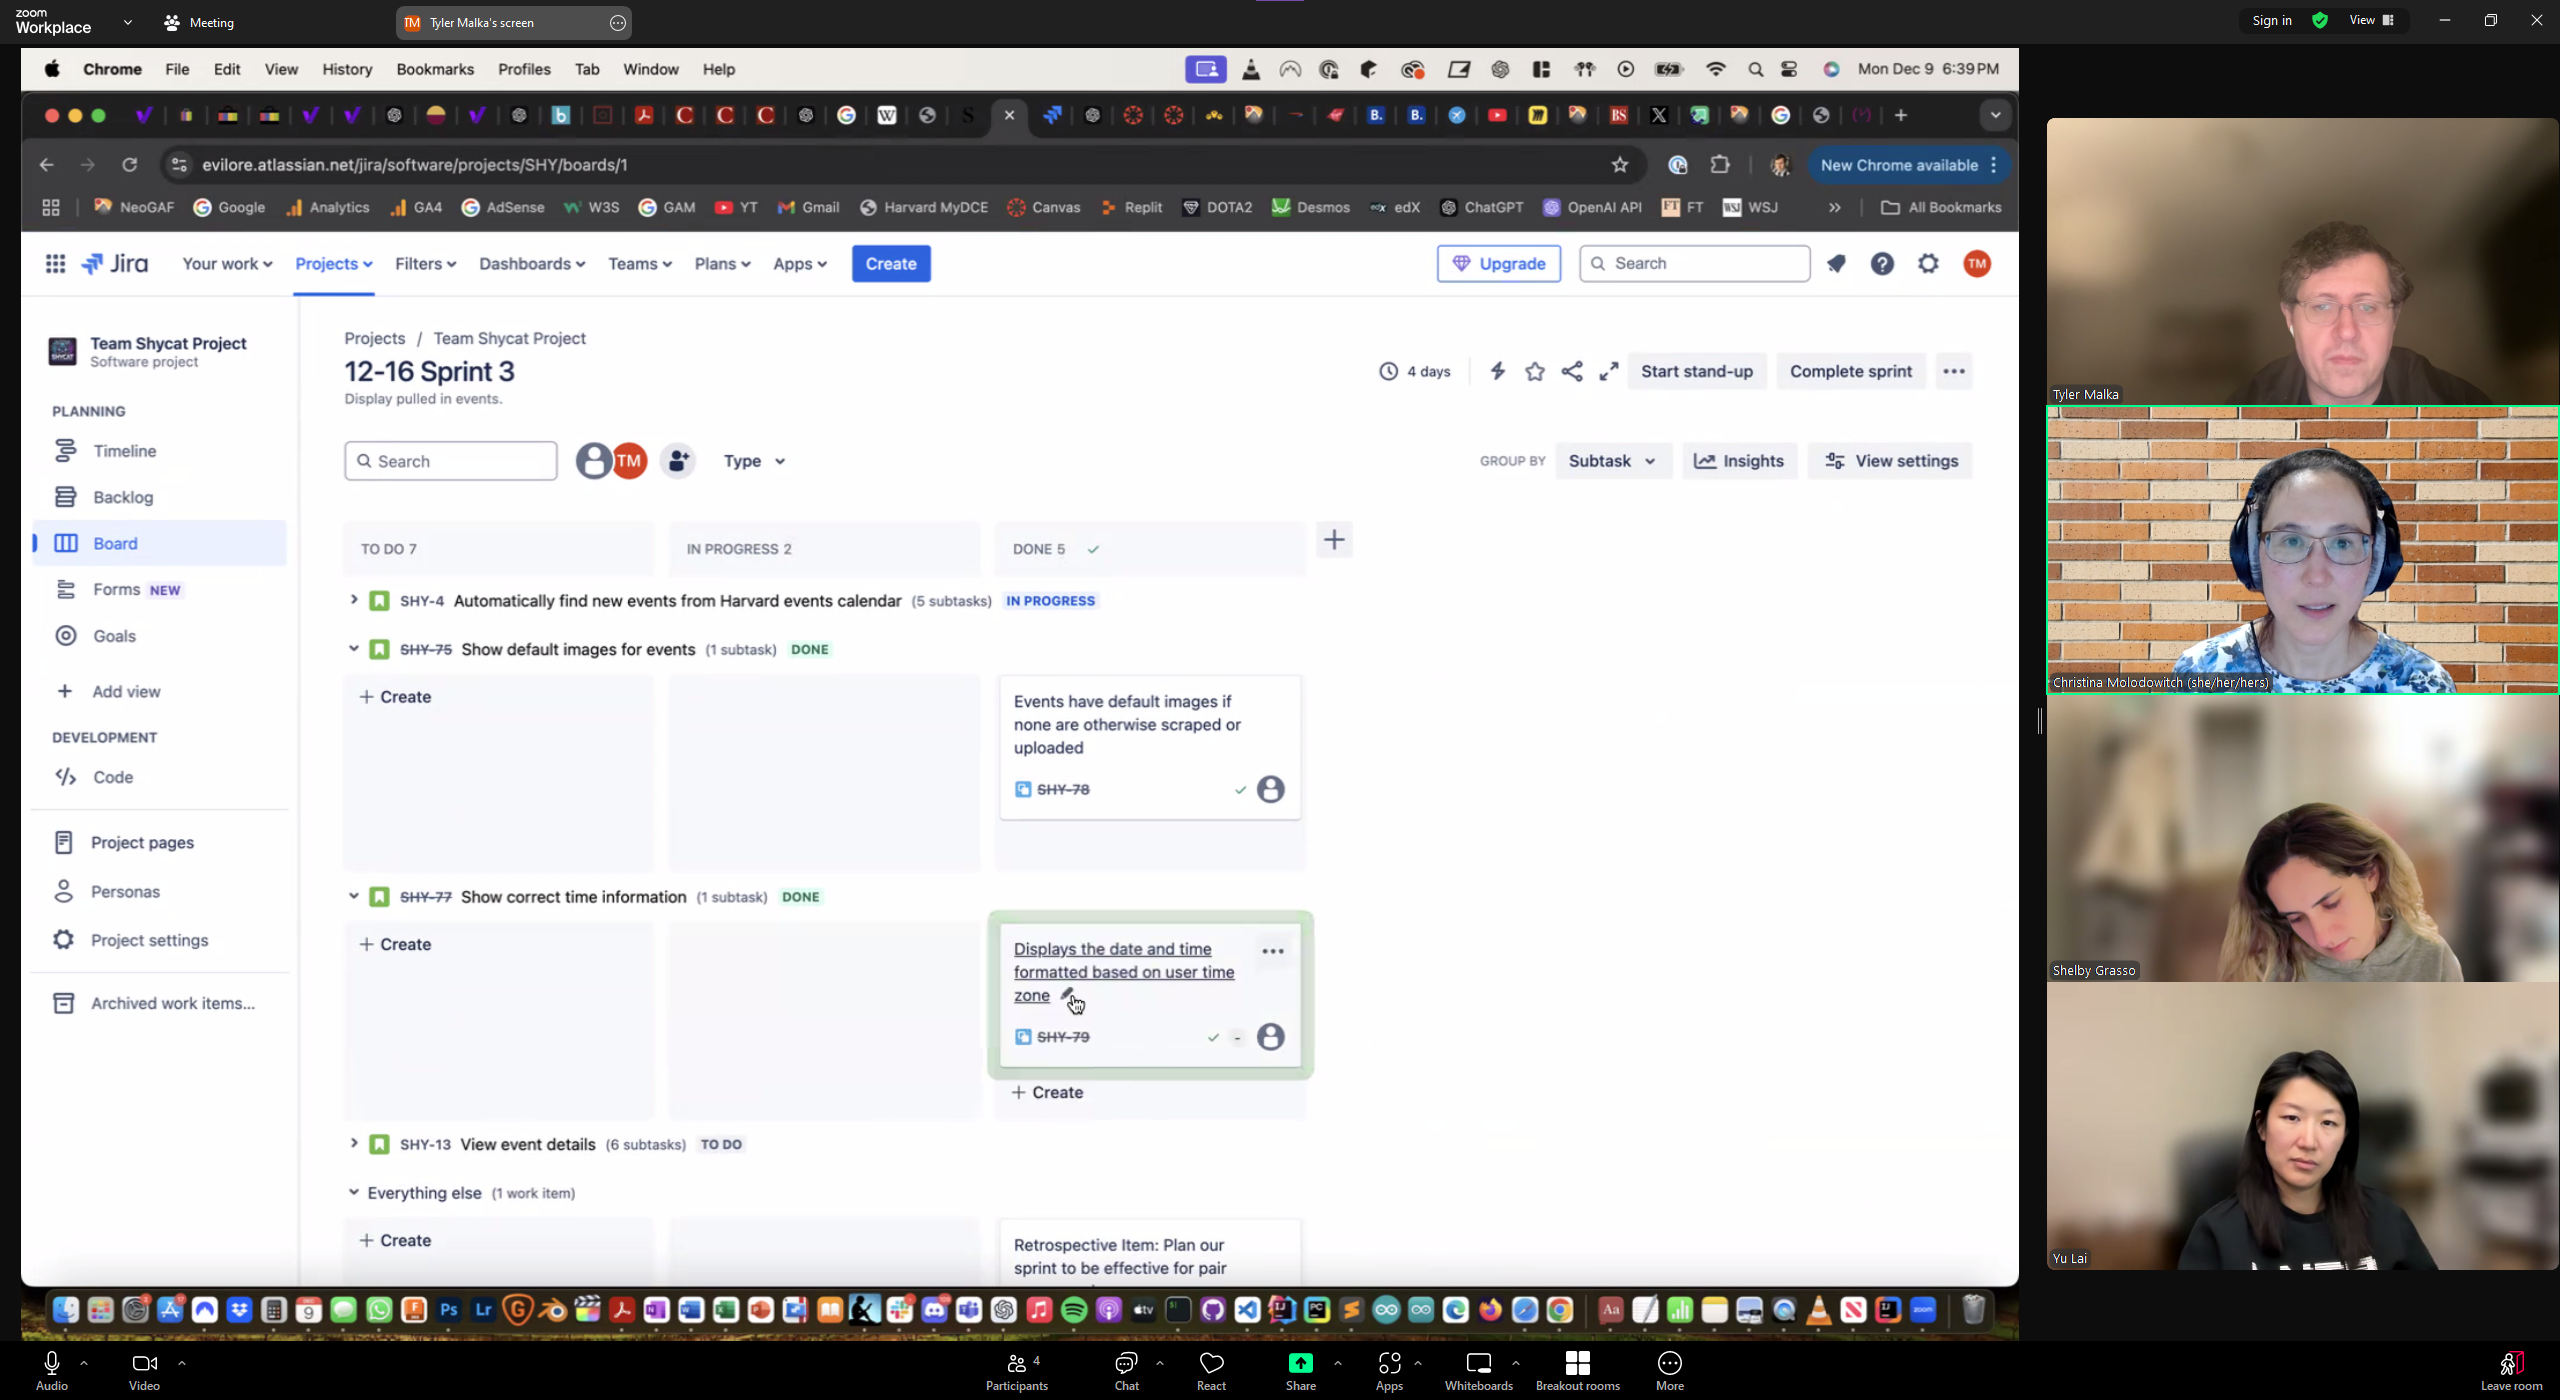 zoom
Workplace
Meeting
TM Tyler Malka's screen
Sign in
View
Chrome File Edit View History Bookmarks Profiles Tab Window Help
Mon Dec 9 6:39 PM
evilore.atlassian.net/jira/software/projects/SHY/boards/1
New Chrome available
NeoGAF Google Analytics GA4 AdSense W3S GAM YT Gmail Harvard MyDCE Canvas Replit DOTA2 Desmos edX ChatGPT OpenAI API FT WSJ
All Bookmarks
Jira
Your work Projects Filters Dashboards Teams Plans Apps Create
Upgrade
Search
TM
Team Shycat Project
Software project
PLANNING
Timeline
Backlog
Board
Forms NEW
Goals
Add view
DEVELOPMENT
Code
Project pages
Personas
Project settings
Archived work items...
Projects / Team Shycat Project
12-16 Sprint 3
Display pulled in events.
4 days
Start stand-up
Complete sprint
Search
TM
Type
GROUP BY
Subtask
Insights
View settings
TO DO 7
IN PROGRESS 2
DONE 5
SHY-4 Automatically find new events from Harvard events calendar (5 subtasks) IN PROGRESS
SHY-75 Show default images for events (1 subtask) DONE
+ Create
Events have default images if
none are otherwise scraped or
uploaded
SHY-78
SHY-77 Show correct time information (1 subtask) DONE
+ Create
Displays the date and time
formatted based on user time
zone
SHY-79
+ Create
SHY-13 View event details (6 subtasks) TO DO
Everything else (1 work item)
+ Create
Retrospective Item: Plan our
sprint to be effective for pair
Tyler Malka
Christina Molodowitch (she/her/hers)
Shelby Grasso
Yu Lai
Audio
Video
4
Participants
Chat
React
Share
Apps
Whiteboards
Breakout rooms
More
Leave room